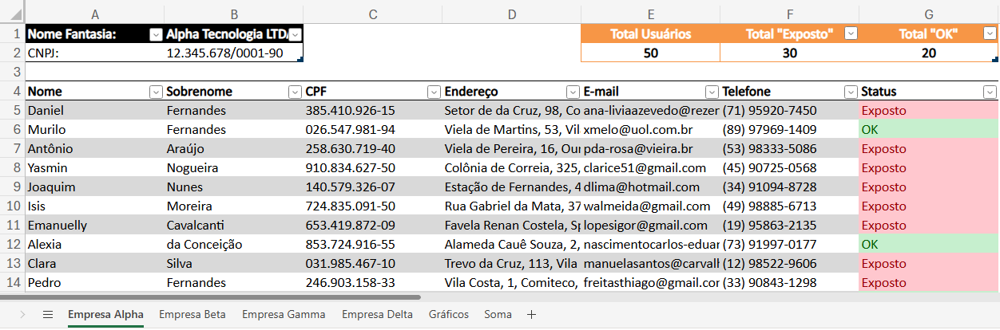 A B C D E F G
1 Nome Fantasia: Alpha Tecnologia LTDA Total Usuários Total "Exposto" Total "OK"
2 CNPJ: 12.345.678/0001-90 50 30 20
3
4 Nome Sobrenome CPF Endereço E-mail Telefone Status
5 Daniel Fernandes 385.410.926-15 Setor de da Cruz, 98, Co ana-liviaazevedo@rezer (71) 95920-7450 Exposto
6 Murilo Fernandes 026.547.981-94 Viela de Martins, 53, Vil xmelo@uol.com.br (89) 97969-1409 OK
7 Antônio Araújo 258.630.719-40 Viela de Pereira, 16, Our pda-rosa@vieira.br (53) 98333-5086 Exposto
8 Yasmin Nogueira 910.834.627-50 Colônia de Correia, 325, clarice51@gmail.com (45) 90725-0568 Exposto
9 Joaquim Nunes 140.579.326-07 Estação de Fernandes, 4 dlima@hotmail.com (34) 91094-8728 Exposto
10 Isis Moreira 724.835.091-50 Rua Gabriel da Mata, 37 walmeida@gmail.com (49) 98885-6713 Exposto
11 Emanuelly Cavalcanti 653.419.872-09 Favela Renan Costela, Sp lopesigor@gmail.com (19) 95863-2135 Exposto
12 Alexia da Conceição 853.724.916-55 Alameda Cauê Souza, 2, nascimentocarlos-eduar (73) 91997-0177 OK
13 Clara Silva 031.985.467-10 Trevo da Cruz, 113, Vila manuelasantos@carvalh (12) 98522-9606 Exposto
14 Pedro Fernandes 246.903.158-33 Vila Costa, 1, Comiteco, freitasthiago@gmail.cor (33) 90843-1298 Exposto
Empresa Alpha Empresa Beta Empresa Gamma Empresa Delta Gráficos Soma +